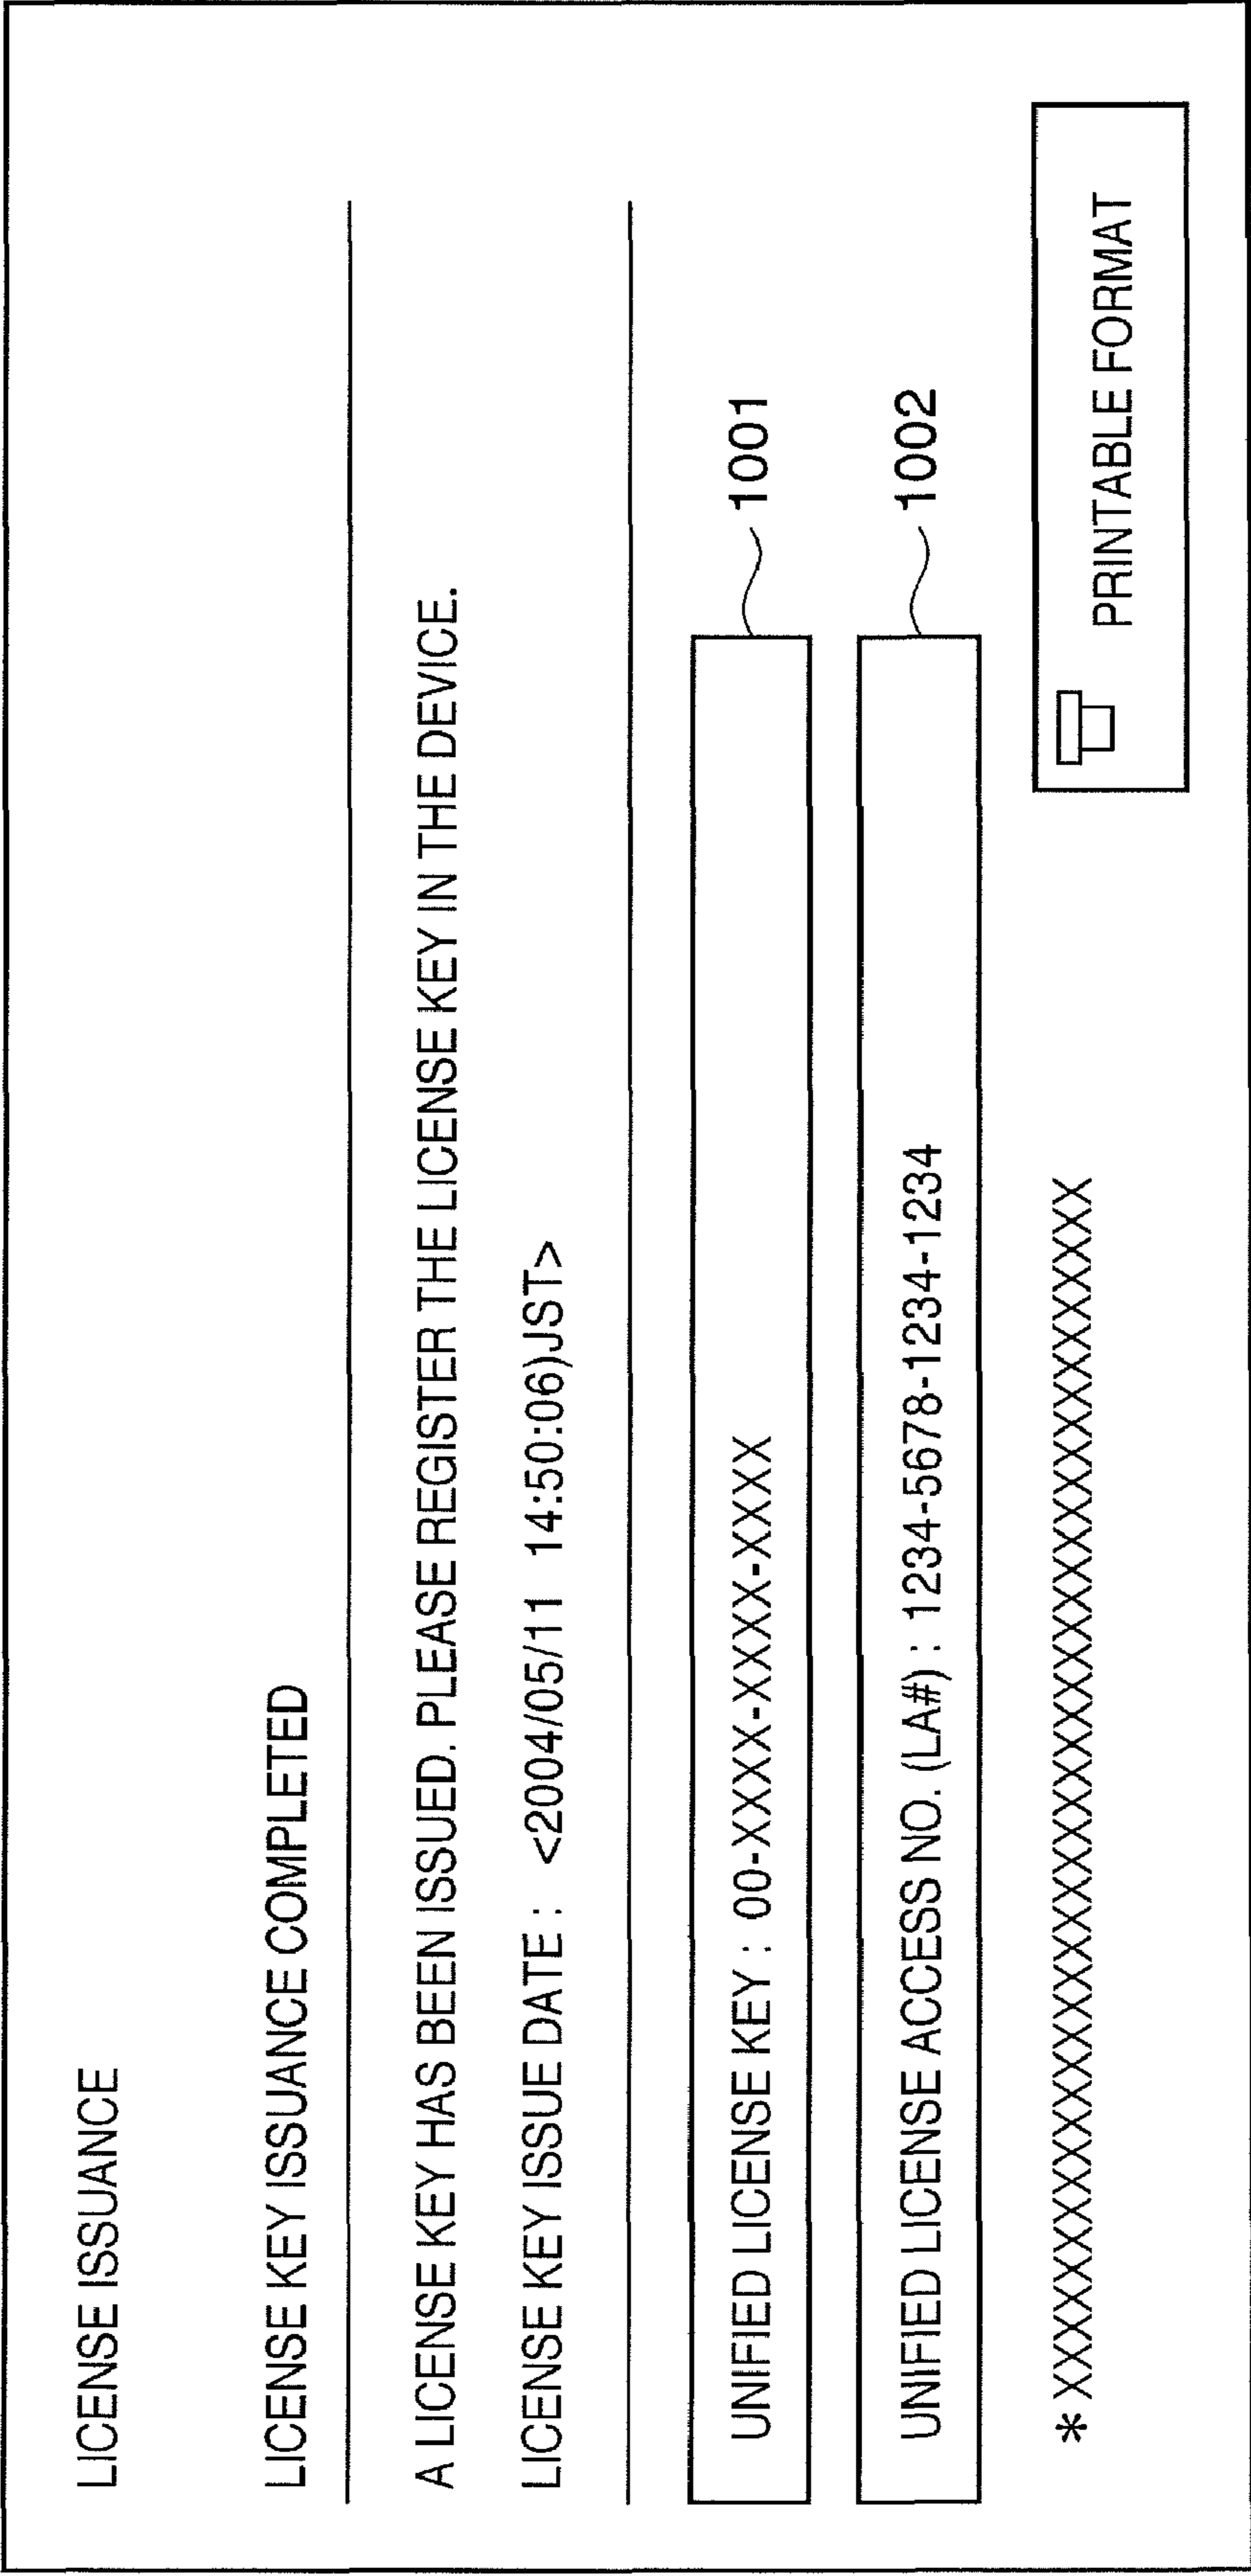 LICENSE ISSUANCE
LICENSE KEY ISSUANCE COMPLETED
A LICENSE KEY HAS BEEN ISSUED. PLEASE REGISTER THE LICENSE KEY IN THE DEVICE.
LICENSE KEY ISSUE DATE : <2004/05/11 14:50:06)JST>
UNIFIED LICENSE KEY : 00-XXXX-XXXX-XXXX 1001
UNIFIED LICENSE ACCESS NO. (LA#) : 1234-5678-1234-1234 1002
* XXXXXXXXXXXXXXXXXXXXXXXXXXXXXXXXXXXXXXXXXX
PRINTABLE FORMAT